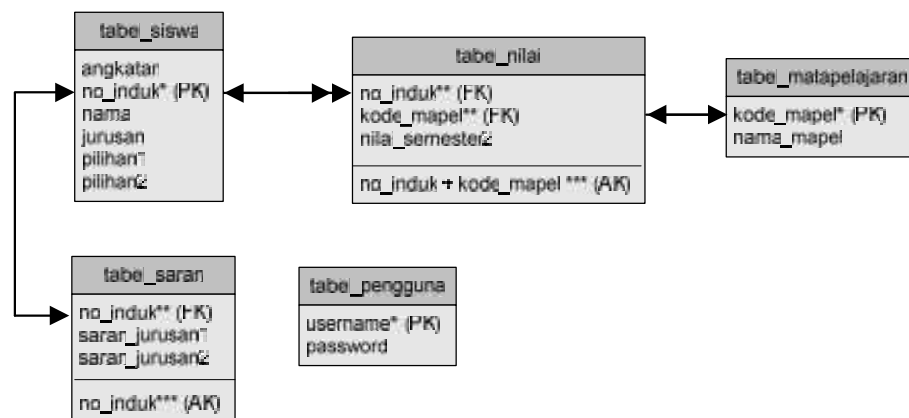 tabel_siswa
angkatan
no_induk* (PK)
nama
jurusan
pilihan1
pilihan2
tabel_nilai
no_induk** (FK)
kode_mapel** (FK)
nilai_semester2
no_induk + kode_mapel *** (AK)
tabel_matapelajaran
kode_mapel* (PK)
nama_mapel
tabel_saran
no_induk** (FK)
saran_jurusan1
saran_jurusan2
no_induk*** (AK)
tabel_pengguna
username* (PK)
password